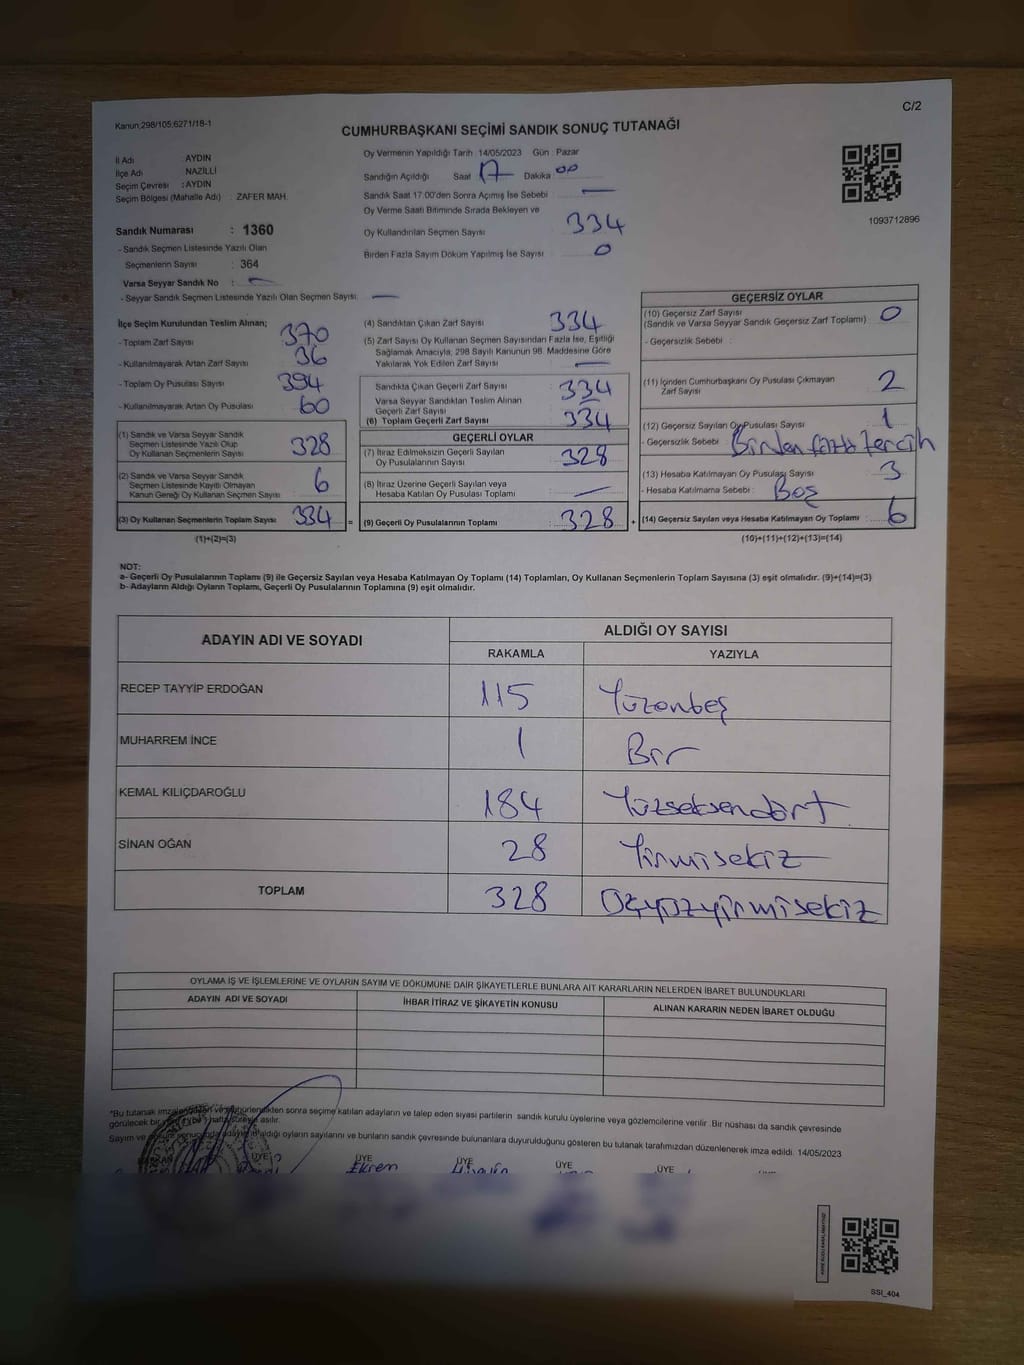 C/2
Kanun:298/105;6271/18-1
CUMHURBAŞKANI SEÇİMİ SANDIK SONUÇ TUTANAĞI
İl Adı : AYDIN
İlçe Adı : NAZİLLİ
Seçim Çevresi : AYDIN
Seçim Bölgesi (Mahalle Adı) : ZAFER MAH.
Oy Vermenin Yapıldığı Tarih : 14/05/2023 Gün : Pazar
Sandığın Açıldığı Saat : 17 Dakika : 00
Sandık Saat 17:00'den Sonra Açılmış İse Sebebi : —
Oy Verme Saati Bitiminde Sırada Bekleyen ve
Oy Kullandırılan Seçmen Sayısı : 334
Birden Fazla Sayım Döküm Yapılmış İse Sayısı : 0
1093712896
Sandık Numarası : 1360
- Sandık Seçmen Listesinde Yazılı Olan
Seçmenlerin Sayısı : 364
Varsa Seyyar Sandık No : —
- Seyyar Sandık Seçmen Listesinde Yazılı Olan Seçmen Sayısı: —
İlçe Seçim Kurulundan Teslim Alınan;
- Toplam Zarf Sayısı : 370
- Kullanılmayarak Artan Zarf Sayısı : 36
- Toplam Oy Pusulası Sayısı : 394
- Kullanılmayarak Artan Oy Pusulası : 60
(1) Sandık ve Varsa Seyyar Sandık
Seçmen Listesinde Yazılı Olup
Oy Kullanan Seçmenlerin Sayısı : 328
(2) Sandık ve Varsa Seyyar Sandık
Seçmen Listesinde Kayıtlı Olmayan
Kanun Gereği Oy Kullanan Seçmen Sayısı : 6
(3) Oy Kullanan Seçmenlerin Toplam Sayısı : 334
(1)+(2)=(3)
(4) Sandıktan Çıkan Zarf Sayısı : 334
(5) Zarf Sayısı Oy Kullanan Seçmen Sayısından Fazla İse, Eşitliği
Sağlamak Amacıyla, 298 Sayılı Kanunun 98. Maddesine Göre
Yakılarak Yok Edilen Zarf Sayısı : —
Sandıkta Çıkan Geçerli Zarf Sayısı : 334
Varsa Seyyar Sandıktan Teslim Alınan
Geçerli Zarf Sayısı : —
(6) Toplam Geçerli Zarf Sayısı : 334
GEÇERLİ OYLAR
(7) İtiraz Edilmeksizin Geçerli Sayılan
Oy Pusulalarının Sayısı : 328
(8) İtiraz Üzerine Geçerli Sayılan veya
Hesaba Katılan Oy Pusulası Toplamı : —
= (9) Geçerli Oy Pusulalarının Toplamı : 328
GEÇERSİZ OYLAR
(10) Geçersiz Zarf Sayısı
(Sandık ve Varsa Seyyar Sandık Geçersiz Zarf Toplamı) : 0
- Geçersizlik Sebebi :
(11) İçinden Cumhurbaşkanı Oy Pusulası Çıkmayan
Zarf Sayısı : 2
(12) Geçersiz Sayılan Oy Pusulası Sayısı : 1
- Geçersizlik Sebebi : Birden fazla tercih
(13) Hesaba Katılmayan Oy Pusulası Sayısı : 3
- Hesaba Katılmama Sebebi : Boş
+ (14) Geçersiz Sayılan veya Hesaba Katılmayan Oy Toplamı : 6
(10)+(11)+(12)+(13)=(14)
NOT:
a- Geçerli Oy Pusulalarının Toplamı (9) ile Geçersiz Sayılan veya Hesaba Katılmayan Oy Toplamı (14) Toplamları, Oy Kullanan Seçmenlerin Toplam Sayısına (3) eşit olmalıdır. (9)+(14)=(3)
b- Adayların Aldığı Oyların Toplamı, Geçerli Oy Pusulalarının Toplamına (9) eşit olmalıdır.
ADAYIN ADI VE SOYADI
ALDIĞI OY SAYISI
RAKAMLA YAZIYLA
RECEP TAYYİP ERDOĞAN 115 Yüzonbeş
MUHARREM İNCE 1 Bir
KEMAL KILIÇDAROĞLU 184 Yüzseksendört
SİNAN OĞAN 28 Yirmisekiz
TOPLAM 328 Üçyüzyirmisekiz
OYLAMA İŞ VE İŞLEMLERİNE VE OYLARIN SAYIM VE DÖKÜMÜNE DAİR ŞİKAYETLERLE BUNLARA AİT KARARLARIN NELERDEN İBARET BULUNDUKLARI
ADAYIN ADI VE SOYADI İHBAR İTİRAZ VE ŞİKAYETİN KONUSU ALINAN KARARIN NEDEN İBARET OLDUĞU
"Bu tutanak sonra seçime katılan adayların ve talep eden siyasi partilerin sandık kurulu üyelerine veya gözlemcilerine verilir. Bir nüshası da sandık çevresinde
görülecek bir asılır.
Sayım ve aldığı oyların sayılarını ve bunların sandık çevresinde bulunanlara duyurulduğunu gösteren bu tutanak tarafımızdan düzenlenerek imza edildi. 14/05/2023
ÜYE ÜYE ÜYE ÜYE ÜYE
Ekren
SSI_404